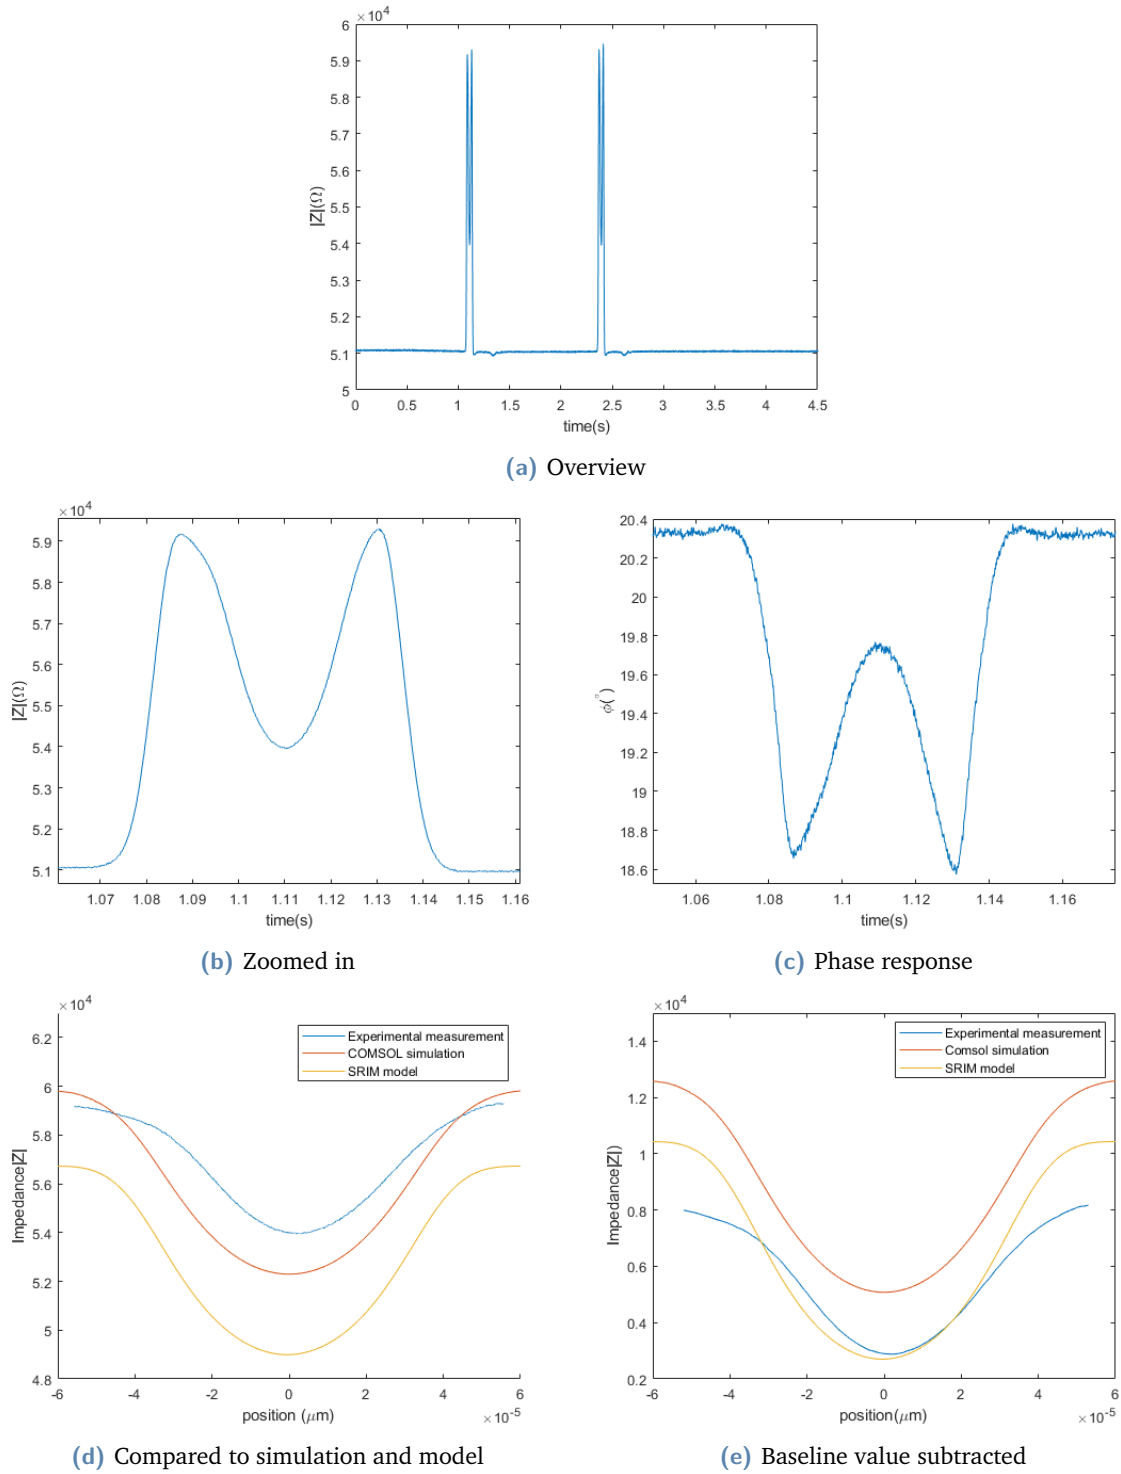 ×10⁴
6
5.9
5.8
5.7
5.6
5.5
5.4
5.3
5.2
5.1
5
|Z|(Ω)
0 0.5 1 1.5 2 2.5 3 3.5 4 4.5
time(s)
(a) Overview
×10⁴
5.9
5.8
5.7
5.6
5.5
5.4
5.3
5.2
5.1
|Z|(Ω)
1.07 1.08 1.09 1.1 1.11 1.12 1.13 1.14 1.15 1.16
time(s)
(b) Zoomed in
20.4
20.2
20
19.8
19.6
19.4
19.2
19
18.8
18.6
ϕ(°)
1.06 1.08 1.1 1.12 1.14 1.16
time(s)
(c) Phase response
×10⁴
6.2
6
5.8
5.6
5.4
5.2
5
4.8
Impedance|Z|
Experimental measurement
COMSOL simulation
SRIM model
-6 -4 -2 0 2 4 6
position (μm)
×10⁻⁵
(d) Compared to simulation and model
×10⁴
1.4
1.2
1
0.8
0.6
0.4
0.2
Impedance|Z|)
Experimental measurement
Comsol simulation
SRIM model
-6 -4 -2 0 2 4 6
position(μm)
×10⁻⁵
(e) Baseline value subtracted